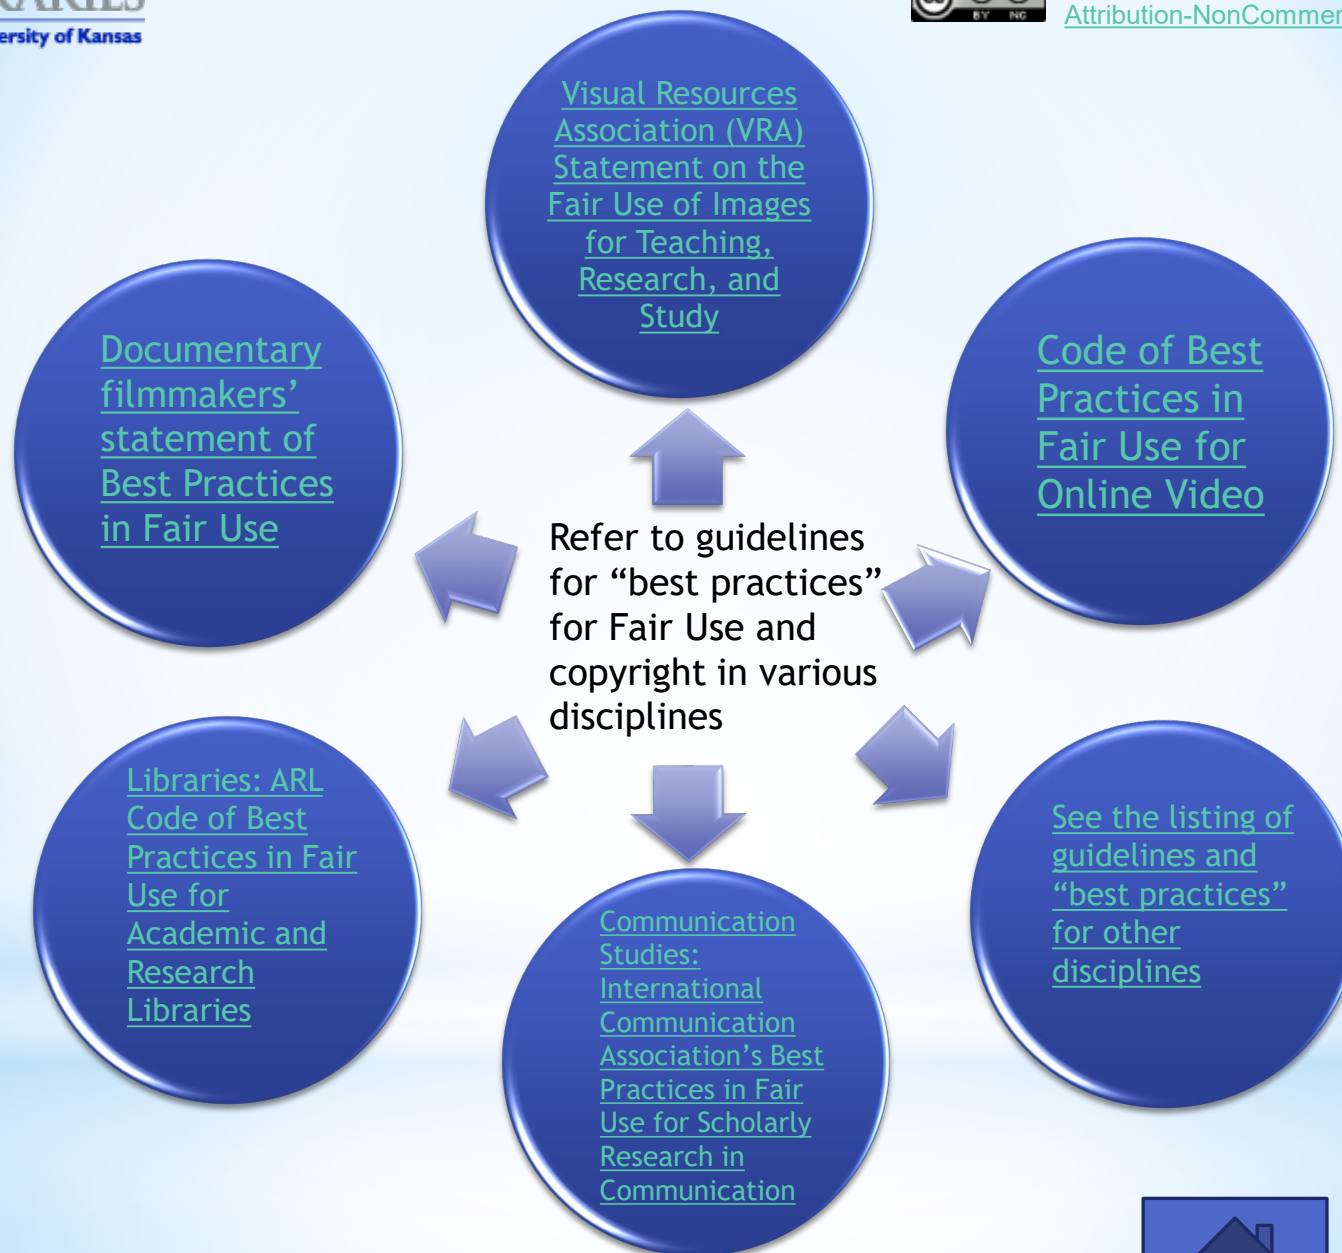 ersity of Kansas
BY NC
Attribution-NonCommer
Visual Resources
Association (VRA)
Statement on the
Fair Use of Images
for Teaching,
Research, and
Study
Documentary
filmmakers’
statement of
Best Practices
in Fair Use
Code of Best
Practices in
Fair Use for
Online Video
Refer to guidelines
for “best practices”
for Fair Use and
copyright in various
disciplines
Libraries: ARL
Code of Best
Practices in Fair
Use for
Academic and
Research
Libraries
Communication
Studies:
International
Communication
Association’s Best
Practices in Fair
Use for Scholarly
Research in
Communication
See the listing of
guidelines and
“best practices”
for other
disciplines